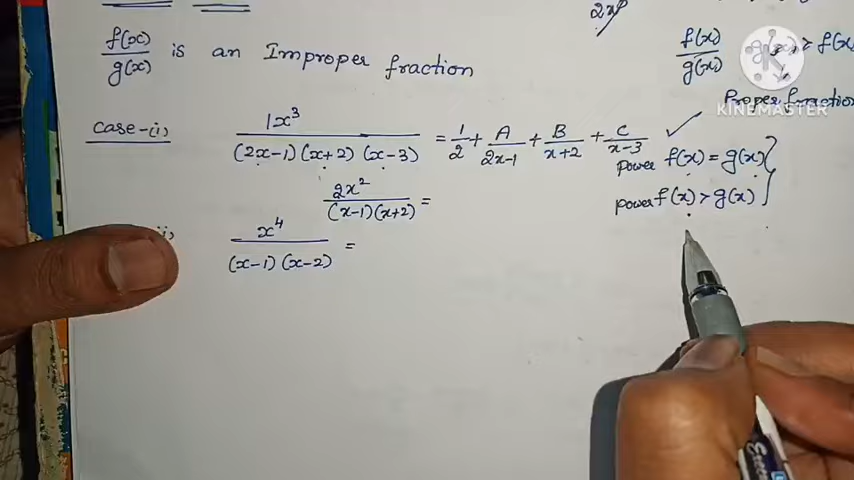 2x⁰
f(x)/g(x) is an Improper fraction
f(x)/g(x) g(x) > f(x)
Proper fraction
KINEMASTER
case-(i), 1x³/(2x-1)(x+2)(x-3) = 1/2 + A/2x-1 + B/x+2 + C/x-3 ✓
power f(x) = g(x)
2x²/(x-1)(x+2) =
power f(x) > g(x)
x⁴/(x-1)(x-2) =